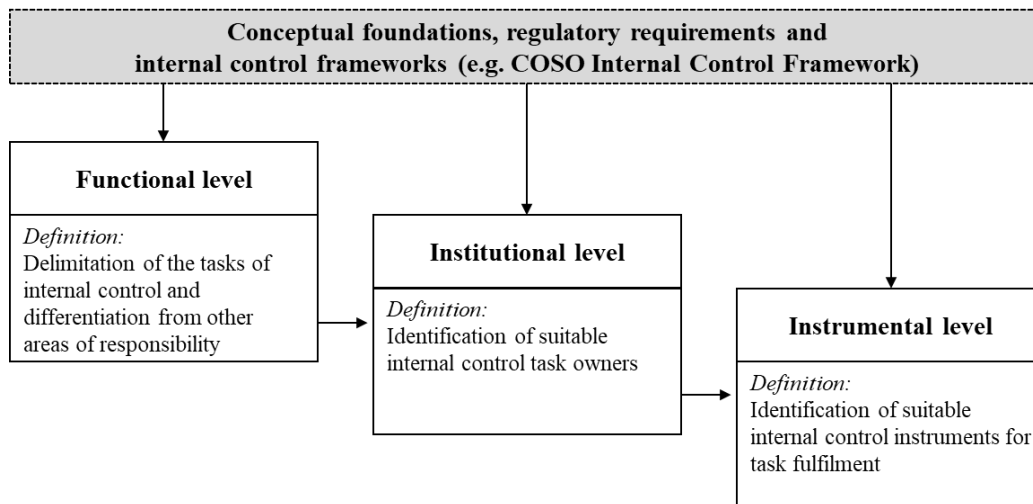 Conceptual foundations, regulatory requirements and
internal control frameworks (e.g. COSO Internal Control Framework)
Functional level
Definition:
Delimitation of the tasks of
internal control and
differentiation from other
areas of responsibility
Institutional level
Definition:
Identification of suitable
internal control task owners
Instrumental level
Definition:
Identification of suitable
internal control instruments for
task fulfilment